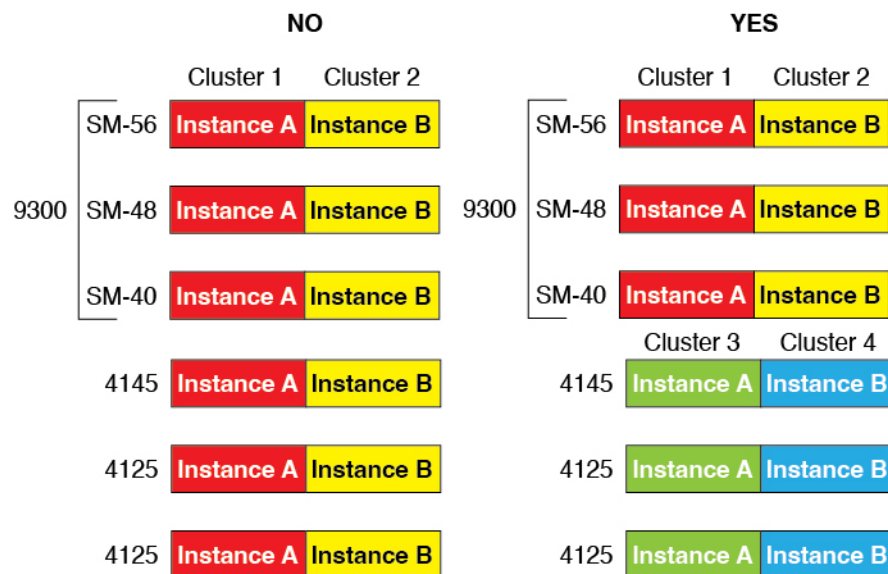 NO
YES
Cluster 1 Cluster 2
Cluster 1 Cluster 2
SM-56 Instance A Instance B
SM-56 Instance A Instance B
9300 SM-48 Instance A Instance B
9300 SM-48 Instance A Instance B
SM-40 Instance A Instance B
SM-40 Instance A Instance B
Cluster 3 Cluster 4
4145 Instance A Instance B
4145 Instance A Instance B
4125 Instance A Instance B
4125 Instance A Instance B
4125 Instance A Instance B
4125 Instance A Instance B